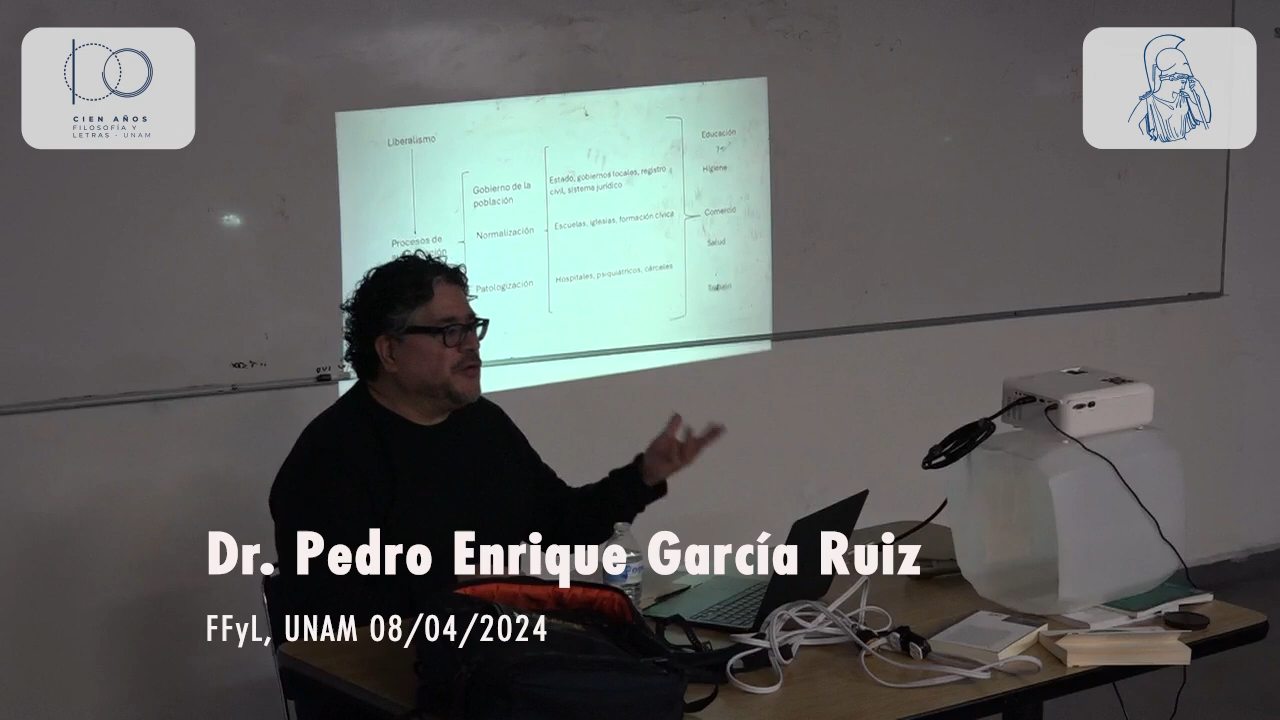 CIEN AÑOS
FILOSOFÍA Y
LETRAS - UNAM
Liberalismo
Procesos de
Gobierno de la
población
Normalización
Patologización
Estado, gobiernos locales, registro
civil, sistema jurídico
Escuelas, iglesias, formación cívica
Hospitales, psiquiátricos, cárceles
Educación
Higiene
Comercio
Salud
Dr. Pedro Enrique García Ruiz
FFyL, UNAM 08/04/2024